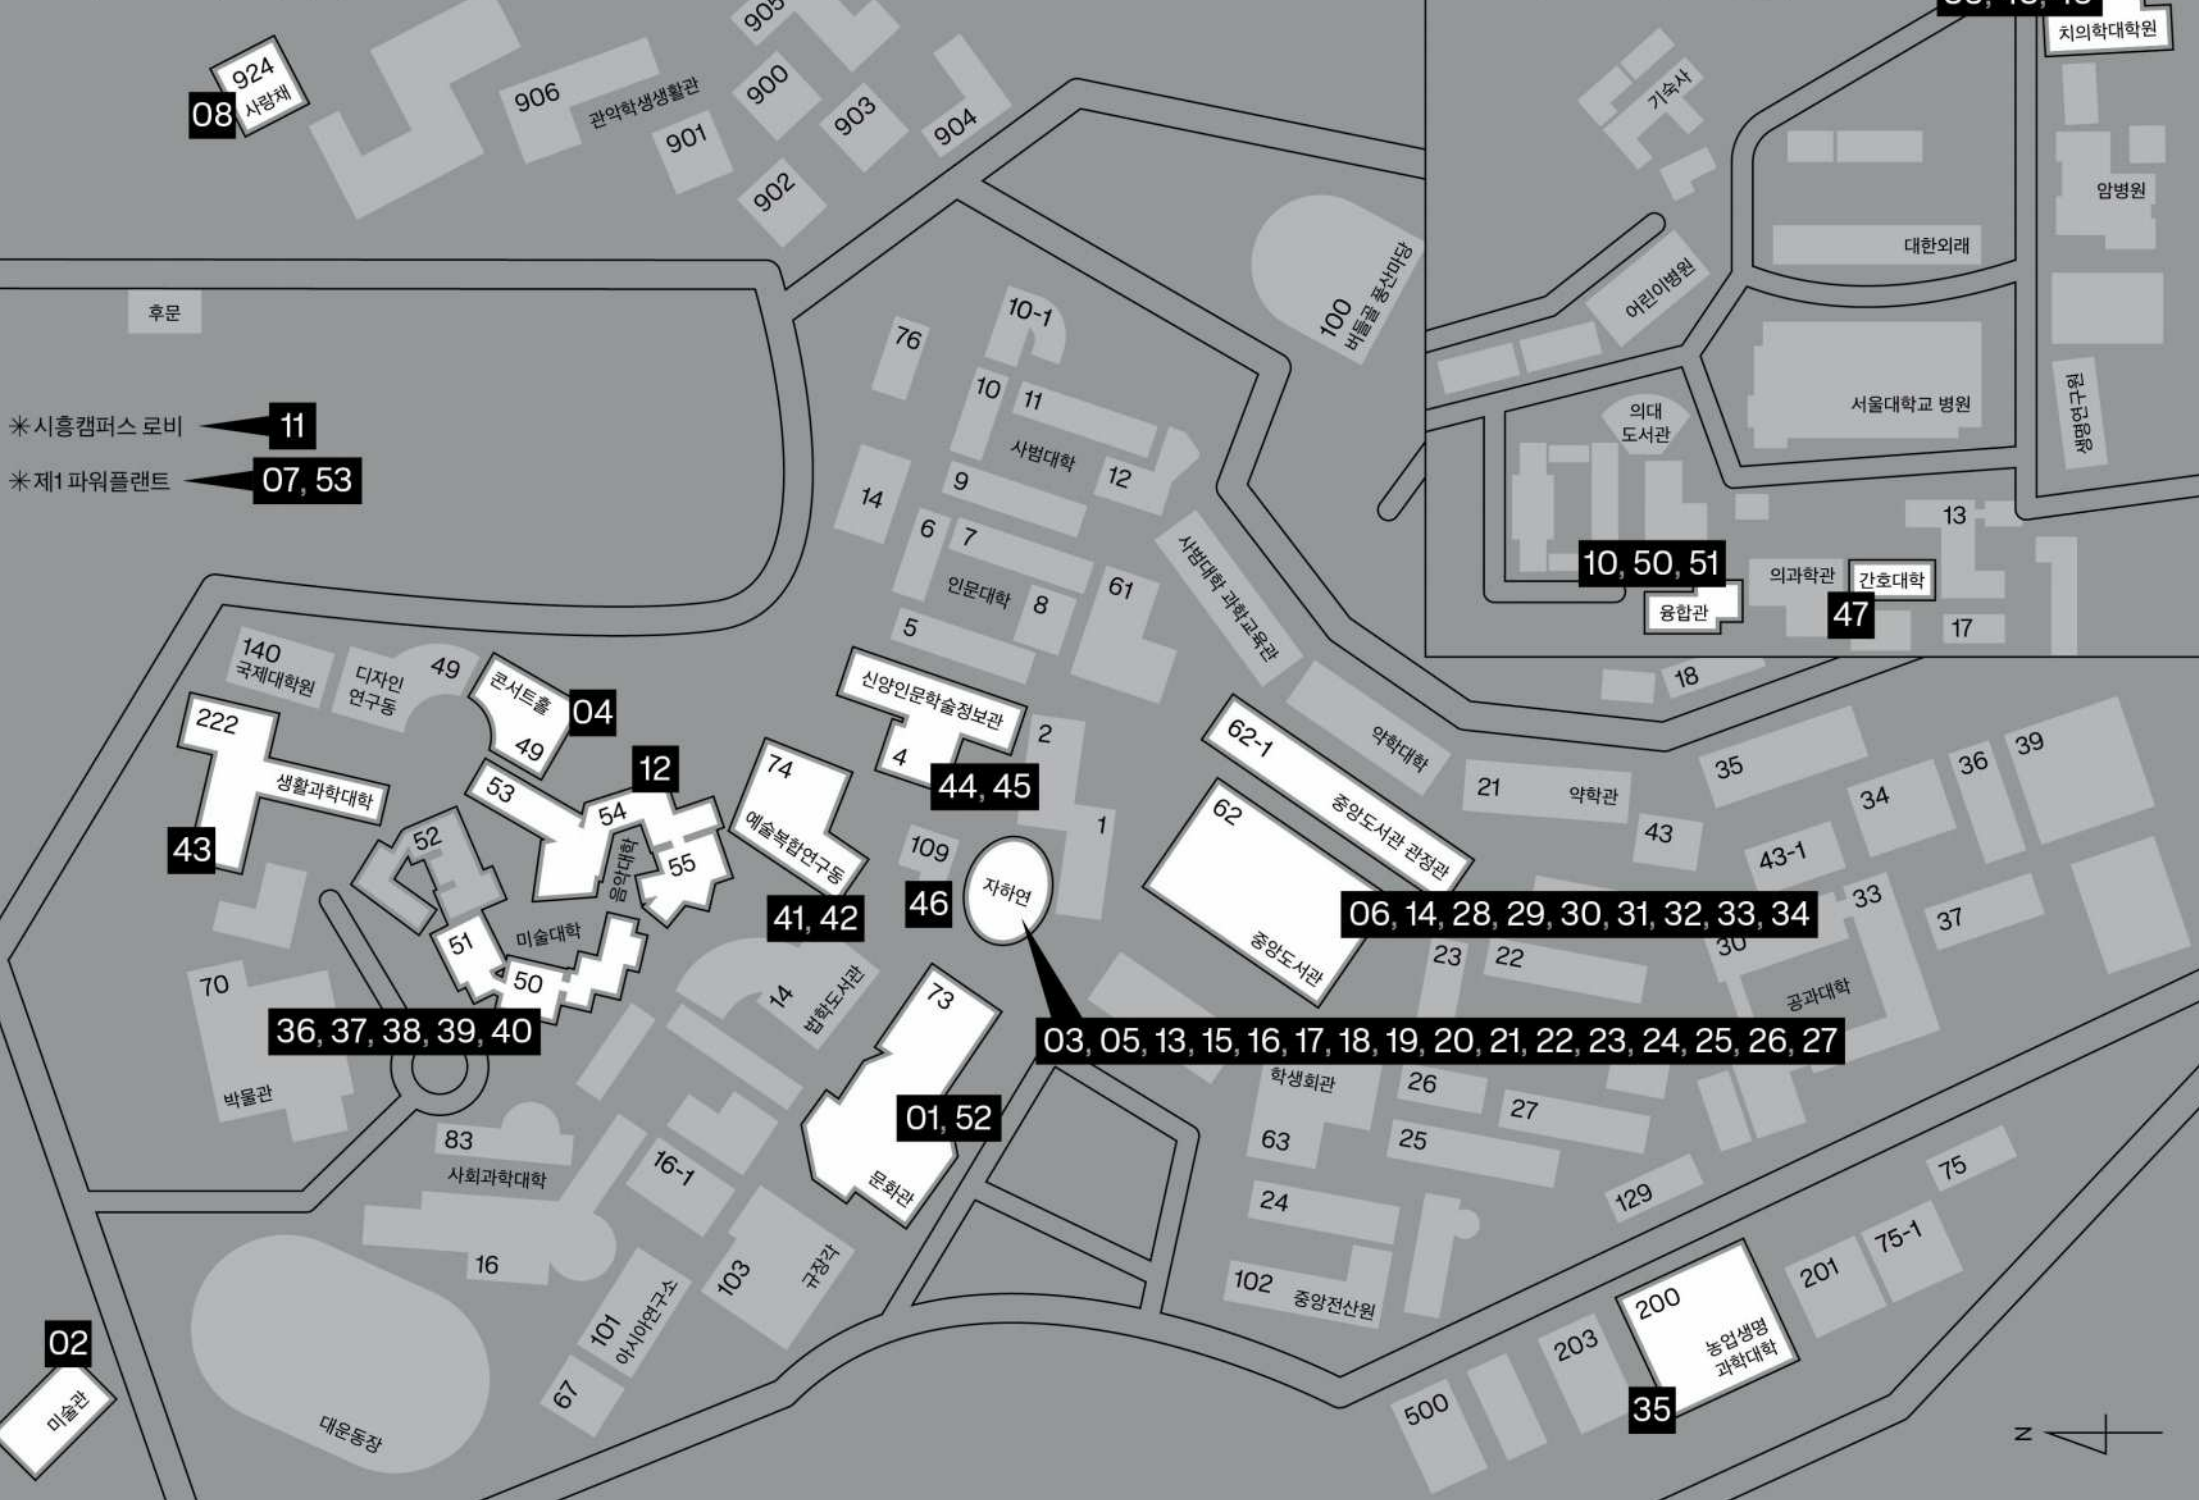 치의학대학원
905
924
사랑채
08
906
관악학생생활관
900
901
903
904
902
기숙사
암병원
대한외래
어린이병원
100
버들골 풍산마당
후문
10-1
76
의대
도서관
서울대학교 병원
생명연구원
10
11
사범대학
12
9
14
✳시흥캠퍼스 로비
11
✳제1파워플랜트
07, 53
6
7
인문대학
8
61
5
사범대학 과학교육관
13
10, 50, 51
융합관
의과학관
간호대학
47
17
18
140
국제대학원
디자인
연구동
49
콘서트홀
49
04
222
생활과학대학
43
53
54
12
55
음악대학
52
51
미술대학
50
36, 37, 38, 39, 40
74
예술복합연구동
41, 42
신양인문학술정보관
4
44, 45
2
1
109
46
자하연
62-1
중앙도서관 관정관
62
중앙도서관
06, 14, 28, 29, 30, 31, 32, 33, 34
약학대학
21
약학관
43
35
34
36
39
43-1
33
37
30
공과대학
23
22
70
박물관
14
법학도서관
73
01, 52
문화관
03, 05, 13, 15, 16, 17, 18, 19, 20, 21, 22, 23, 24, 25, 26, 27
학생회관
63
26
27
25
24
102
중앙전산원
129
75
75-1
201
200
농업생명
과학대학
35
203
500
83
사회과학대학
16
16-1
103
규장각
101
아시아연구소
67
대운동장
02
미술관
N